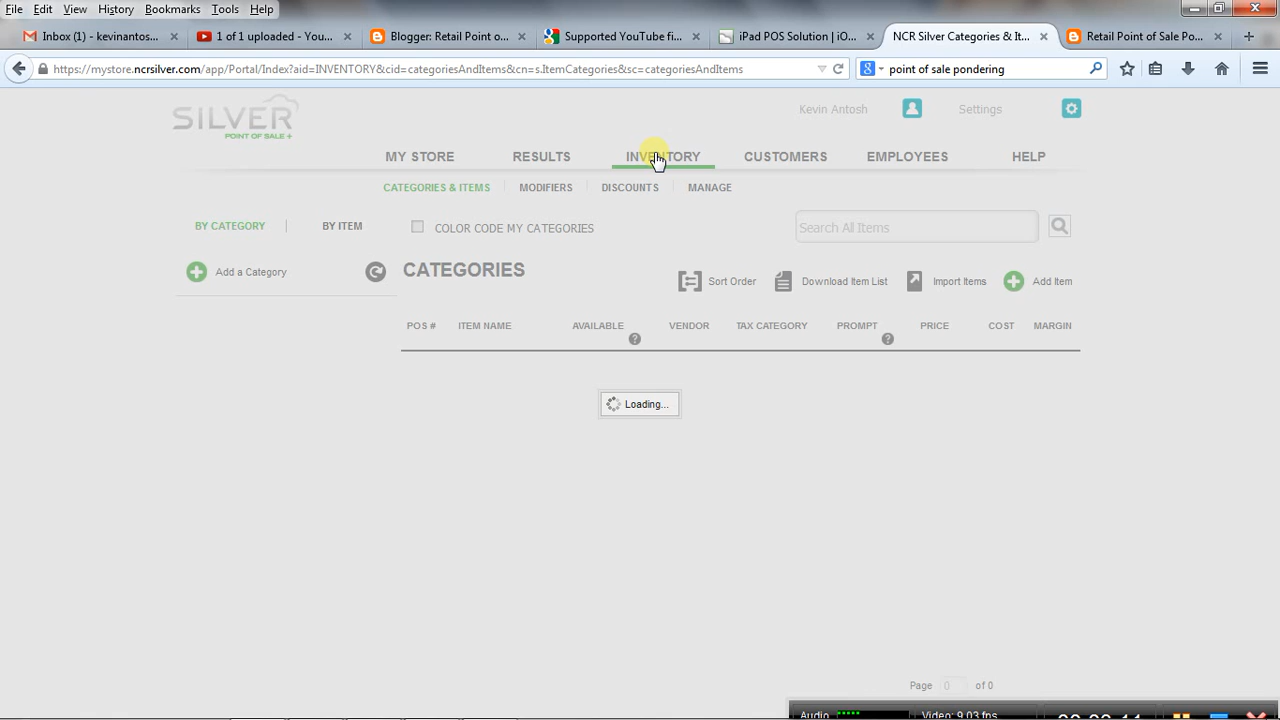 File Edit View History Bookmarks Tools Help
Inbox (1) - kevinantos... × 1 of 1 uploaded - You... × Blogger: Retail Point o... × Supported YouTube fi... × iPad POS Solution | iO... × NCR Silver Categories & Ite... × Retail Point of Sale Po... × +
https://mystore.ncrsilver.com/app/Portal/Index?aid=INVENTORY&cid=categoriesAndItems&cn=s.ItemCategories&sc=categoriesAndItems point of sale pondering
SILVER
POINT OF SALE +
Kevin Antosh Settings
MY STORE RESULTS INVENTORY CUSTOMERS EMPLOYEES HELP
CATEGORIES & ITEMS MODIFIERS DISCOUNTS MANAGE
BY CATEGORY BY ITEM COLOR CODE MY CATEGORIES Search All Items
Add a Category CATEGORIES Sort Order Download Item List Import Items Add Item
POS # ITEM NAME AVAILABLE VENDOR TAX CATEGORY PROMPT PRICE COST MARGIN
? ?
Loading...
Page 0 of 0
Audio Video: 9.03 fps